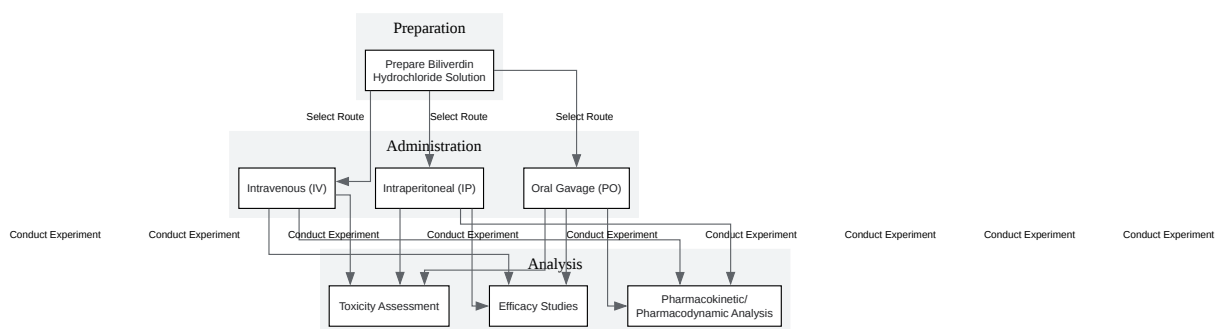 Preparation
Prepare Biliverdin
Hydrochloride Solution
Select Route
Select Route
Select Route
Administration
Intravenous (IV)
Intraperitoneal (IP)
Oral Gavage (PO)
Conduct Experiment
Conduct Experiment
Conduct Experiment
Conduct Experiment
Conduct Experiment
Conduct Experiment
Conduct Experiment
Conduct Experiment
Conduct Experiment
Analysis
Toxicity Assessment
Efficacy Studies
Pharmacokinetic/
Pharmacodynamic Analysis